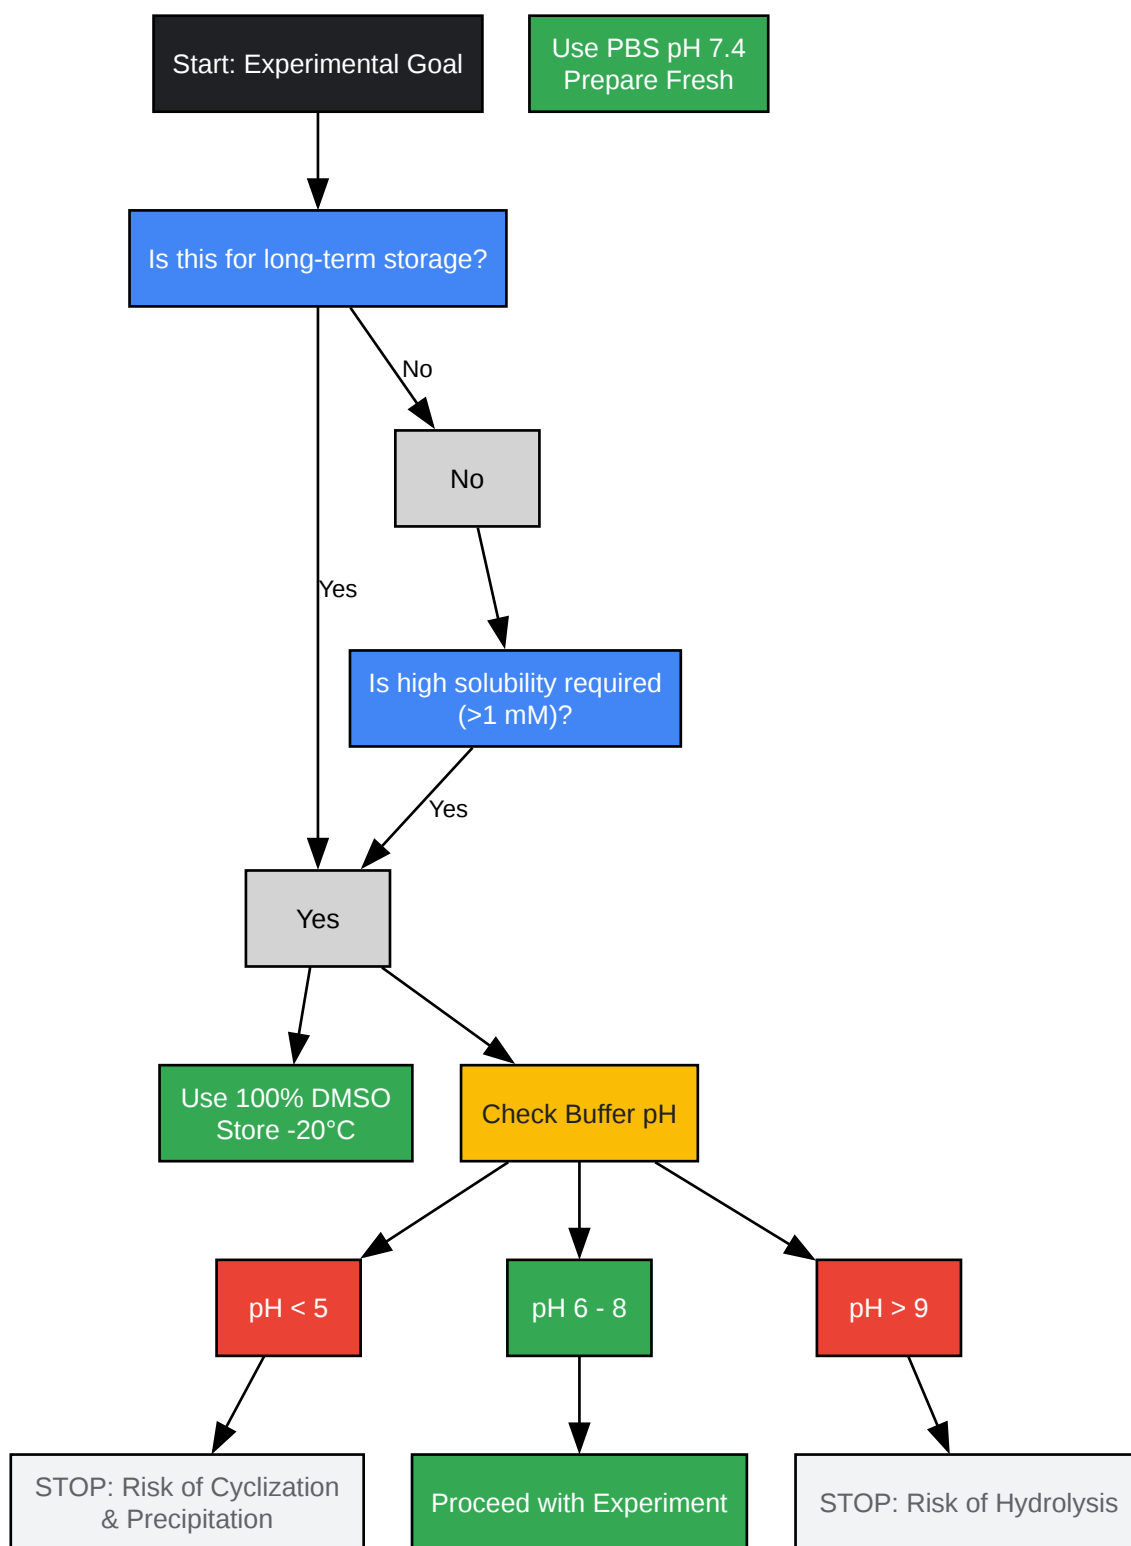 Start: Experimental Goal
Use PBS pH 7.4
Prepare Fresh
Is this for long-term storage?
No
No
Yes
Is high solubility required
(>1 mM)?
Yes
Yes
Use 100% DMSO
Store -20°C
Check Buffer pH
pH < 5
pH 6 - 8
pH > 9
STOP: Risk of Cyclization
& Precipitation
Proceed with Experiment
STOP: Risk of Hydrolysis